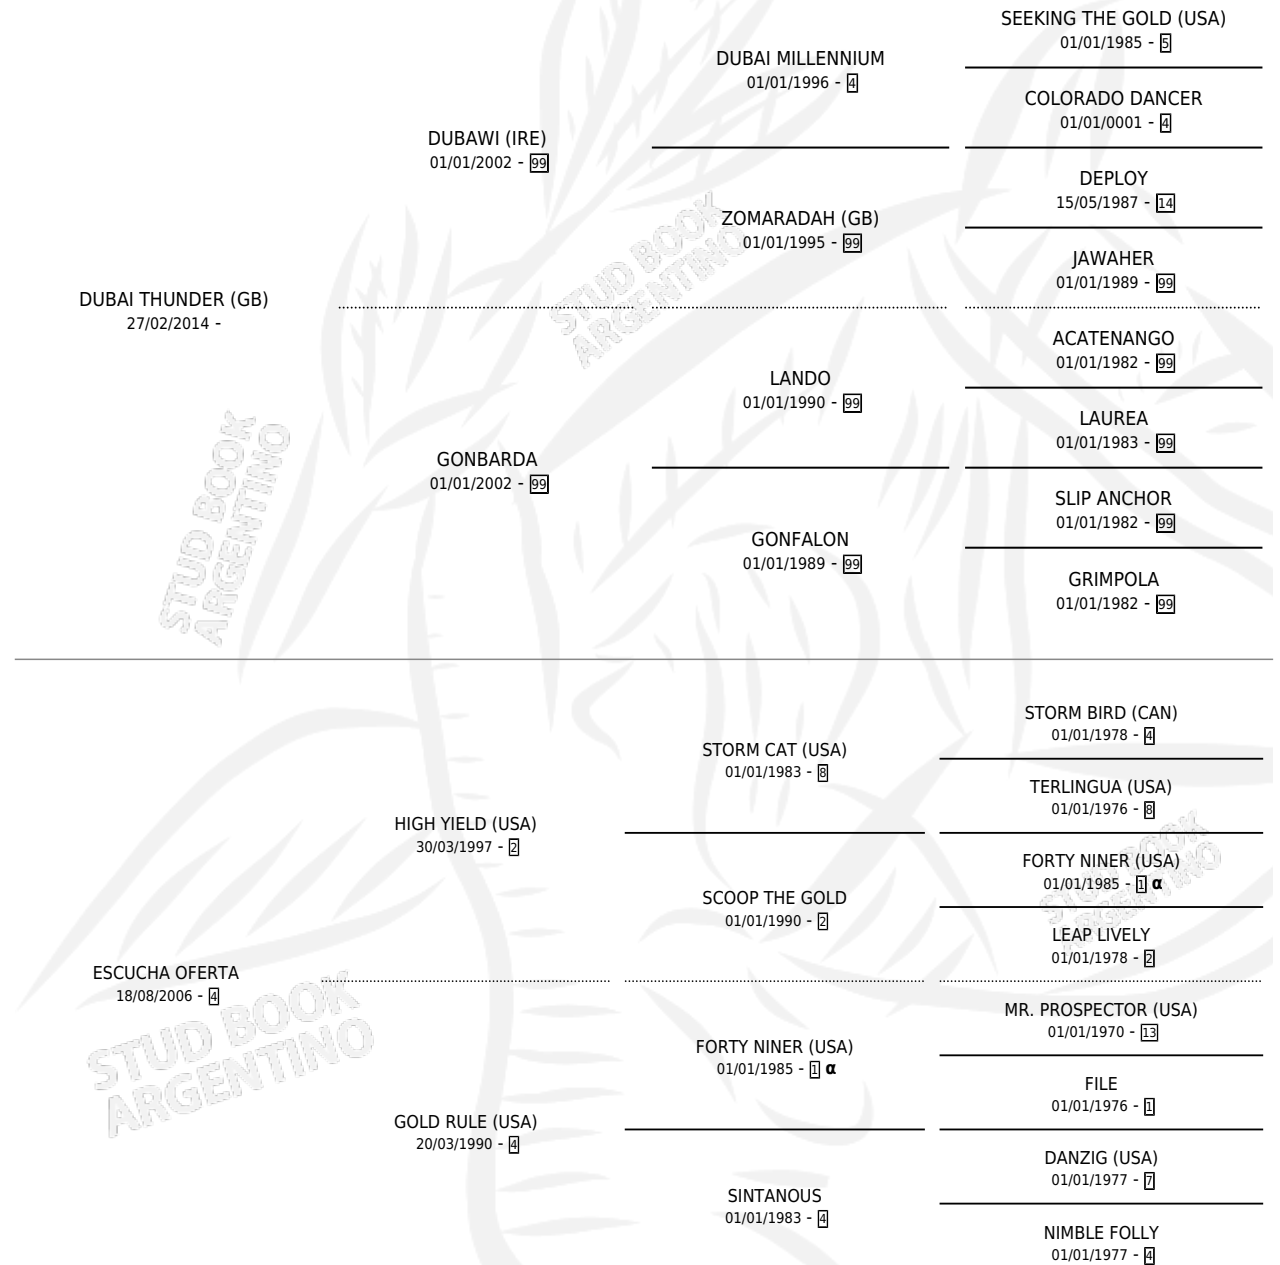 SEEKING THE GOLD (USA)
01/01/1985 - 5
DUBAI MILLENNIUM
01/01/1996 - 4
COLORADO DANCER
01/01/0001 - 4
DUBAWI (IRE)
01/01/2002 - 99
DEPLOY
15/05/1987 - 14
ZOMARADAH (GB)
01/01/1995 - 99
JAWAHER
01/01/1989 - 99
STUD BOOK
ARGENTINO
DUBAI THUNDER (GB)
27/02/2014 -
ACATENANGO
01/01/1982 - 99
LANDO
01/01/1990 - 99
LAUREA
01/01/1983 - 99
GONBARDA
01/01/2002 - 99
SLIP ANCHOR
01/01/1982 - 99
GONFALON
01/01/1989 - 99
GRIMPOLA
01/01/1982 - 99
STUD BOOK
ARGENTINO
STORM BIRD (CAN)
01/01/1978 - 4
STORM CAT (USA)
01/01/1983 - 8
TERLINGUA (USA)
01/01/1976 - 8
HIGH YIELD (USA)
30/03/1997 - 2
FORTY NINER (USA)
01/01/1985 - 1 α
SCOOP THE GOLD
01/01/1990 - 2
LEAP LIVELY
01/01/1978 - 2
STUD BOOK
ARGENTINO
ESCUCHA OFERTA
18/08/2006 - 4
MR. PROSPECTOR (USA)
01/01/1970 - 13
FORTY NINER (USA)
01/01/1985 - 1 α
FILE
01/01/1976 - 1
STUD BOOK
ARGENTINO
GOLD RULE (USA)
20/03/1990 - 4
DANZIG (USA)
01/01/1977 - 7
SINTANOUS
01/01/1983 - 4
NIMBLE FOLLY
01/01/1977 - 4